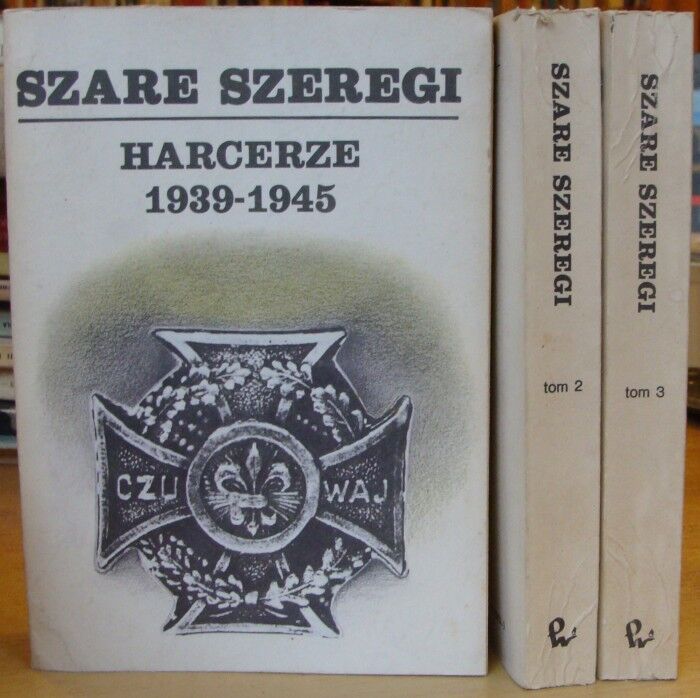 SZARE SZEREGI
HARCERZE
1939-1945
CZU WAJ
SZARE SZEREGI
tom 2
SZARE SZEREGI
tom 3